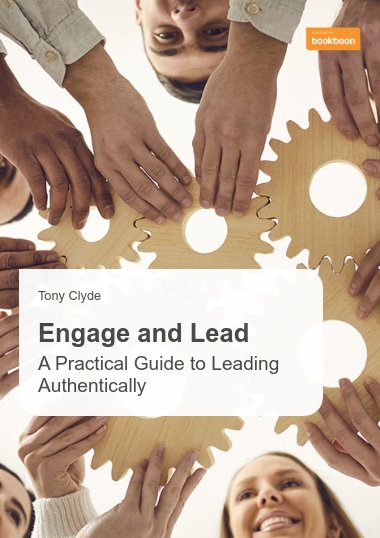 bookboon
Tony Clyde
Engage and Lead
A Practical Guide to Leading
Authentically